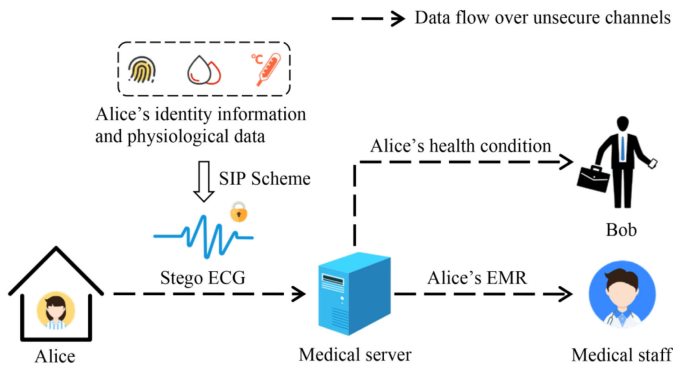 Data flow over unsecure channels
℃
Alice's identity information
and physiological data
SIP Scheme
Alice's health condition
Bob
Stego ECG
Alice's EMR
Alice
Medical server
Medical staff